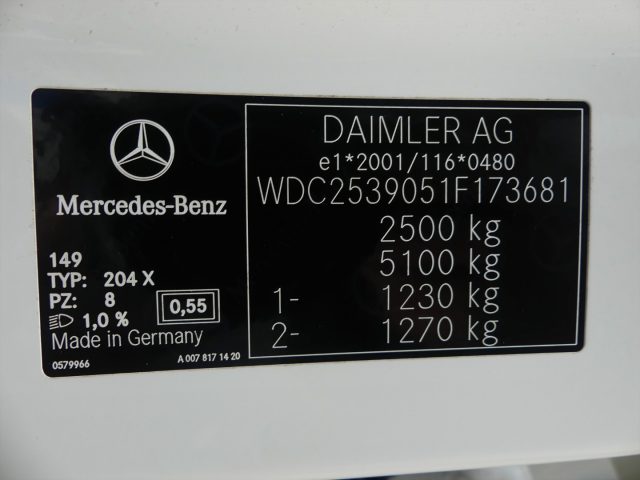 Mercedes-Benz
149
TYP: 204 X
PZ: 8
1,0 %
0,55
Made in Germany
0579966
A 007 817 14 20
DAIMLER AG
e1*2001/116*0480
WDC2539051F173681
2500 kg
5100 kg
1- 1230 kg
2- 1270 kg